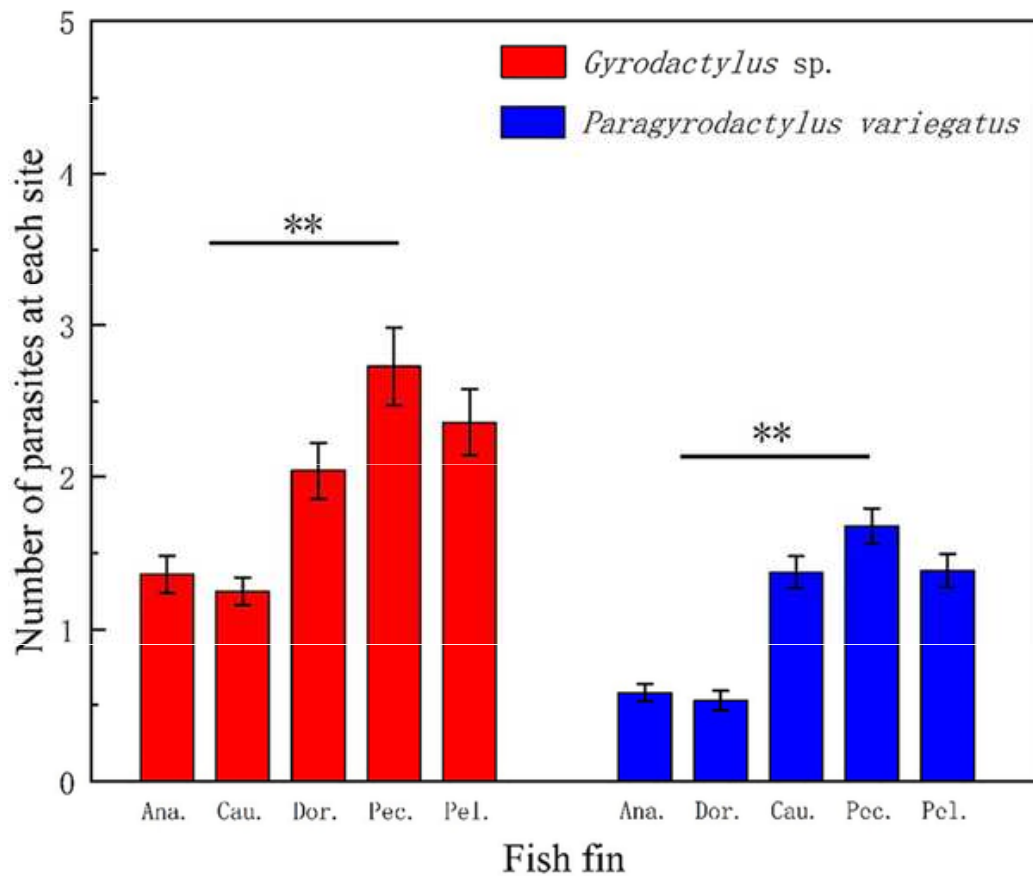 Number of parasites at each site
5
4
3
2
1
0
Gyrodactylus sp.
Paragyrodactylus variegatus
**
**
Ana. Cau. Dor. Pec. Pel. Ana. Dor. Cau. Pec. Pel.
Fish fin